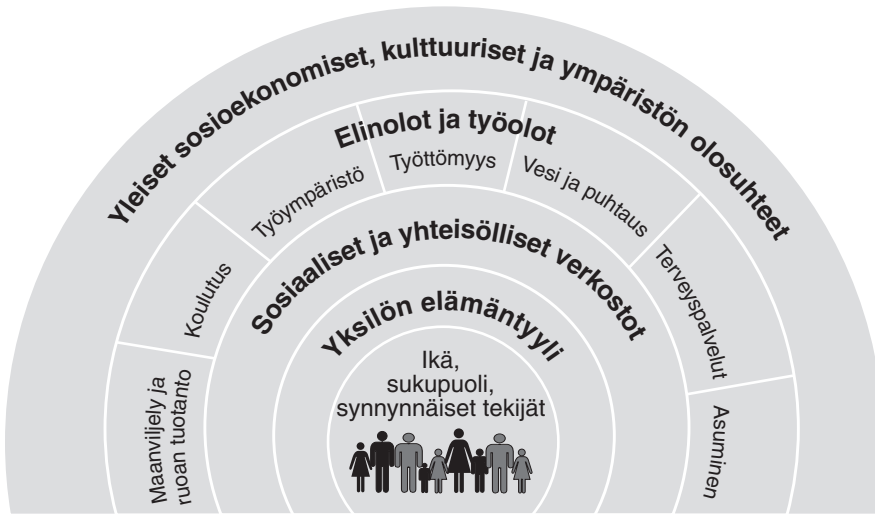 Yleiset sosioekonomiset, kulttuuriset ja ympäristön olosuhteet
Elinolot ja työolot
Maanviljely ja
ruoan tuotanto
Koulutus
Työympäristö
Työttömyys
Vesi ja puhtaus
Terveyspalvelut
Asuminen
Sosiaaliset ja yhteisölliset verkostot
Yksilön elämäntyyli
Ikä,
sukupuoli,
synnynnäiset tekijät